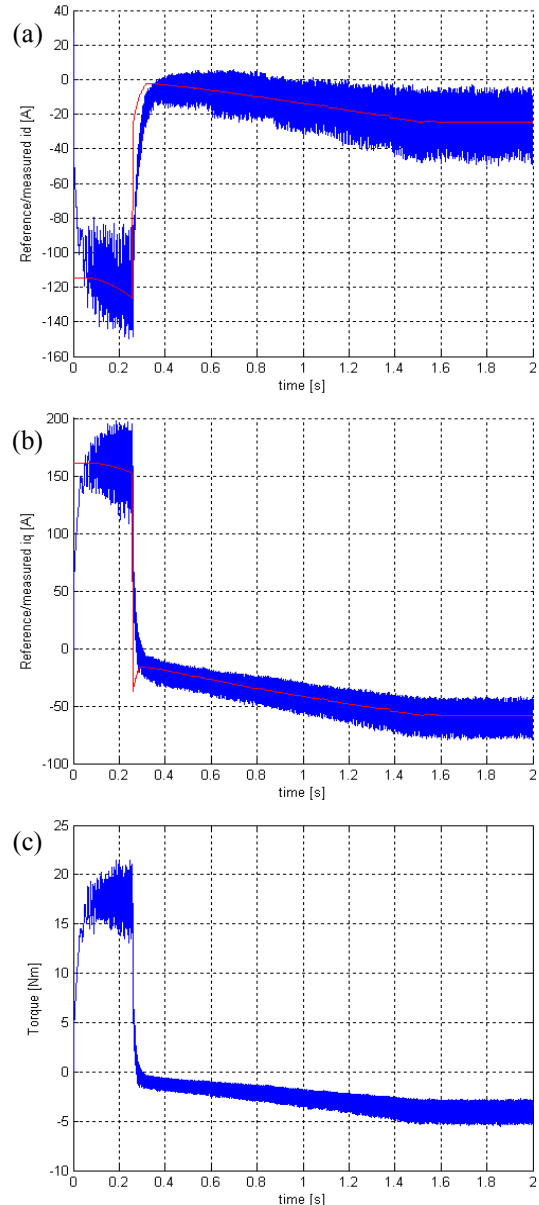 (a)
Reference/measured id [A]
40
20
0
-20
-40
-60
-80
-100
-120
-140
-160
0 0.2 0.4 0.6 0.8 1 1.2 1.4 1.6 1.8 2
time [s]
(b)
Reference/measured iq [A]
200
150
100
50
0
-50
-100
0 0.2 0.4 0.6 0.8 1 1.2 1.4 1.6 1.8 2
time [s]
(c)
Torque [Nm]
25
20
15
10
5
0
-5
-10
0 0.2 0.4 0.6 0.8 1 1.2 1.4 1.6 1.8 2
time [s]